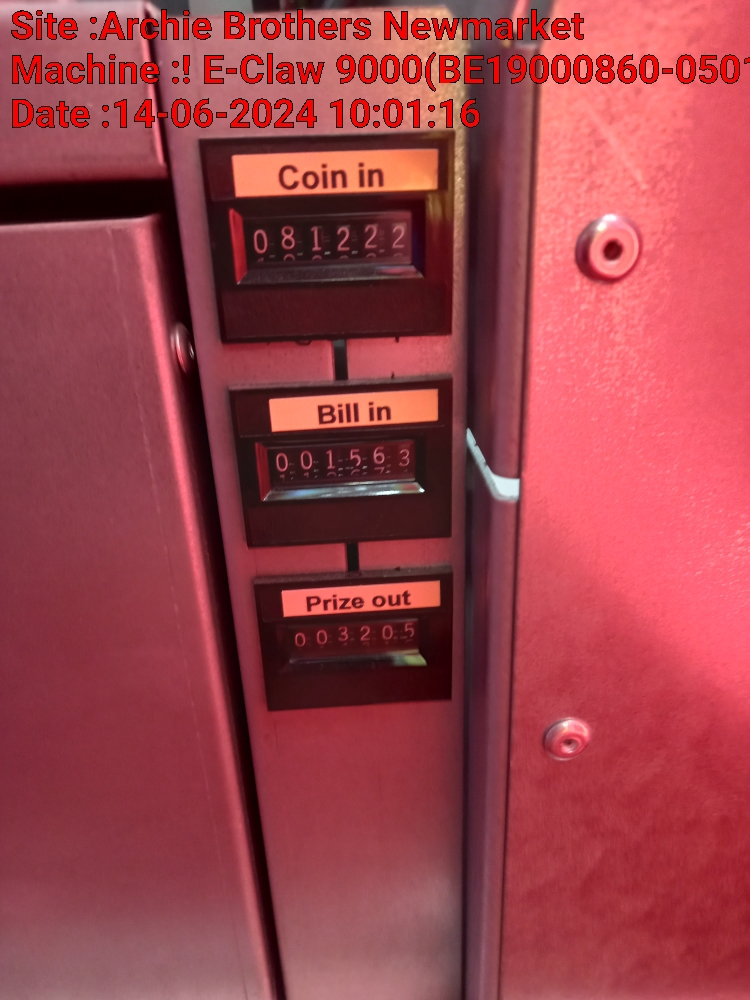 Site :Archie Brothers Newmarket
Machine :! E-Claw 9000(BE19000860-0501
Date :14-06-2024 10:01:16
Coin in
081222
Bill in
001563
Prize out
003205